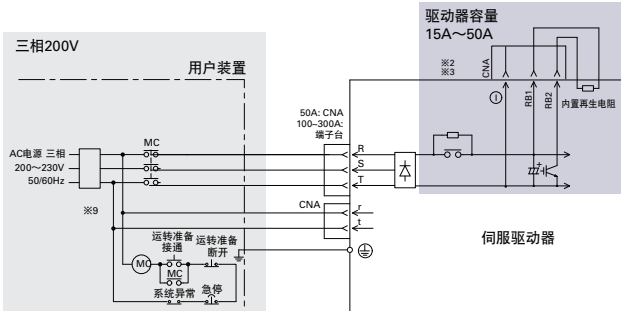 三相200V
用户装置
驱动器容量
15A～50A
※2
※3
CNA
Ⓘ
RB1
RB2
内置再生电阻
50A: CNA
100~300A:
端子台
MC
AC电源 三相
200～230V
50/60Hz
R
S
T
※9
CNA
r
t
运转准备
接通
运转准备
断开
MC
MC
系统异常
急停
伺服驱动器